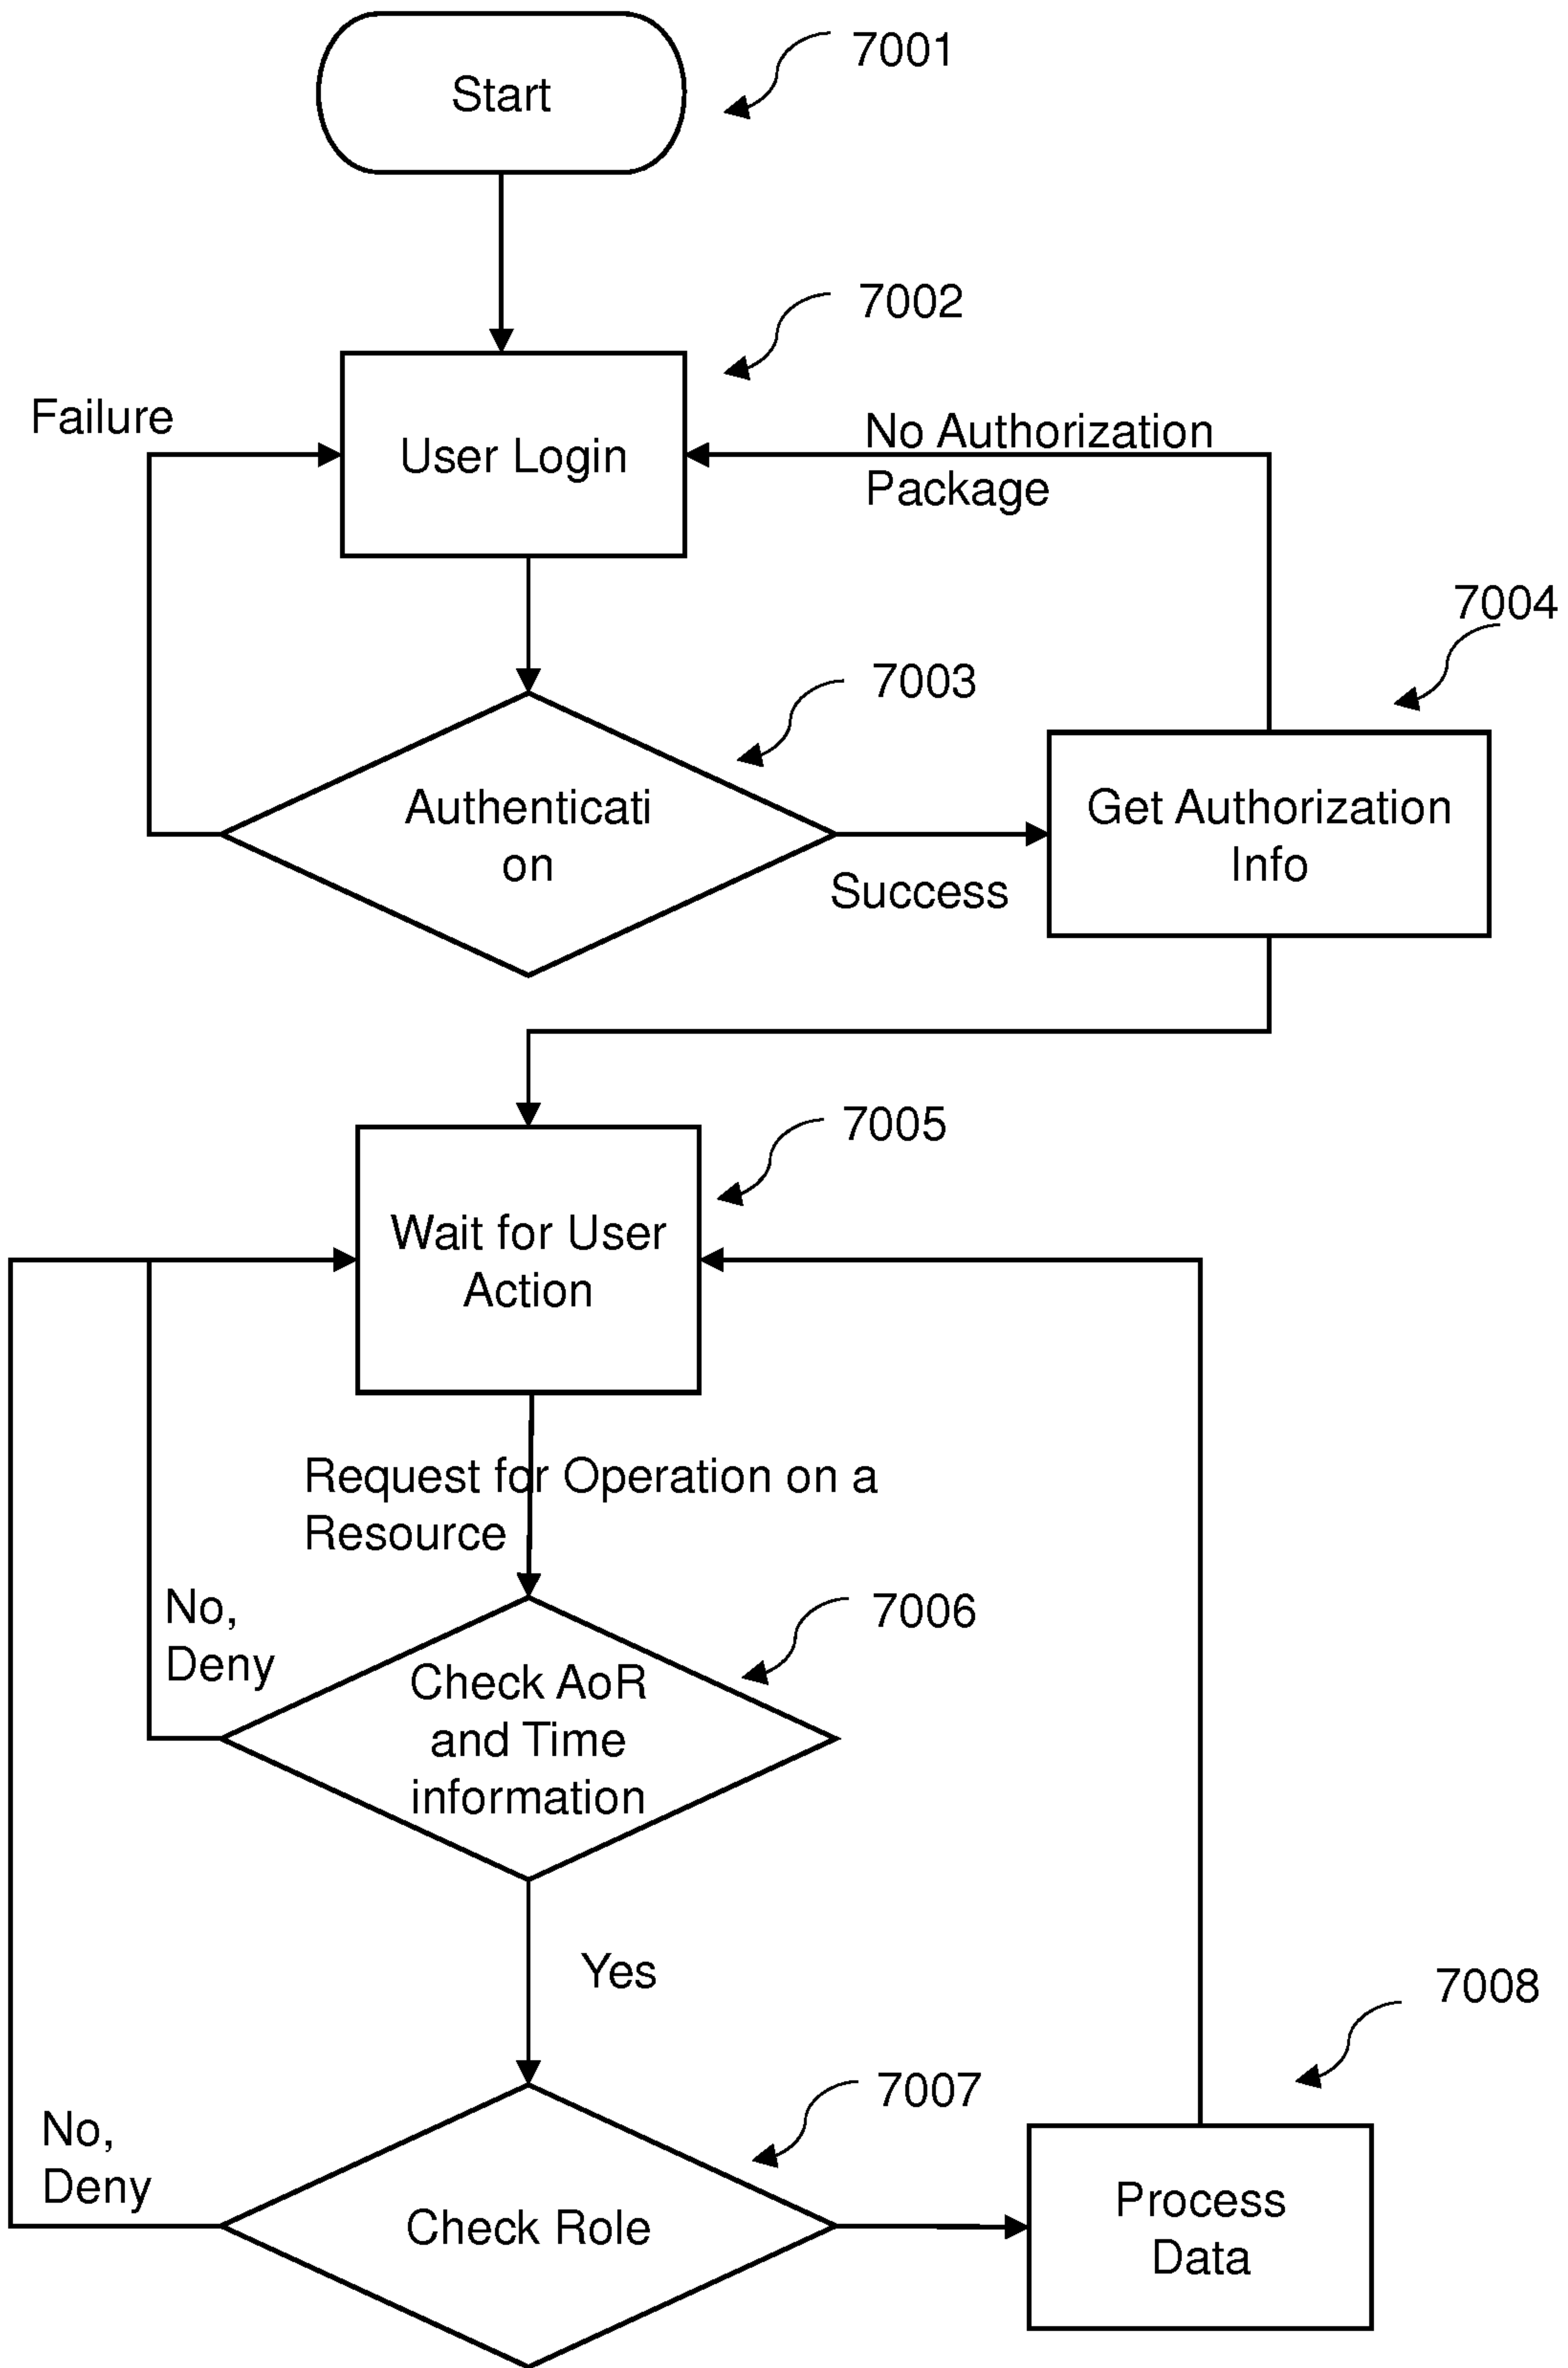 Start
7001
7002
Failure
User Login
No Authorization
Package
7004
7003
Authenticati
on
Success
Get Authorization
Info
7005
Wait for User
Action
Request for Operation on a
Resource
No,
Deny
7006
Check AoR
and Time
information
Yes
7008
7007
No,
Deny
Check Role
Process
Data